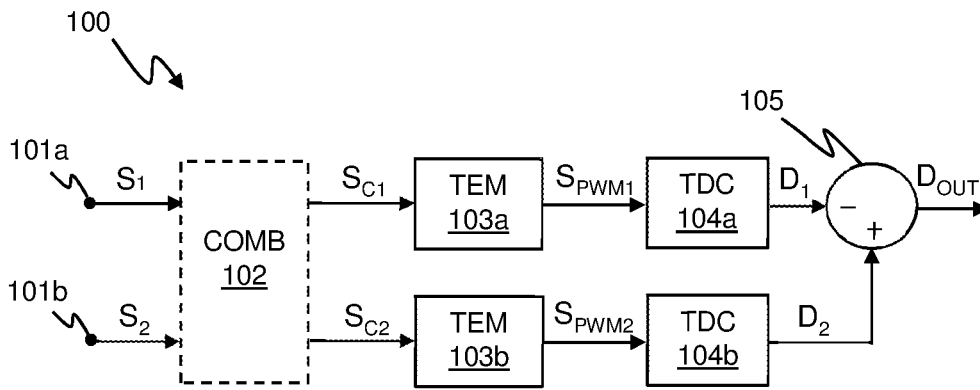 100
105
101a
S1
SC1
TEM
103a
SPWM1
TDC
104a
D1
−
+
DOUT
COMB
102
101b
S2
SC2
TEM
103b
SPWM2
TDC
104b
D2